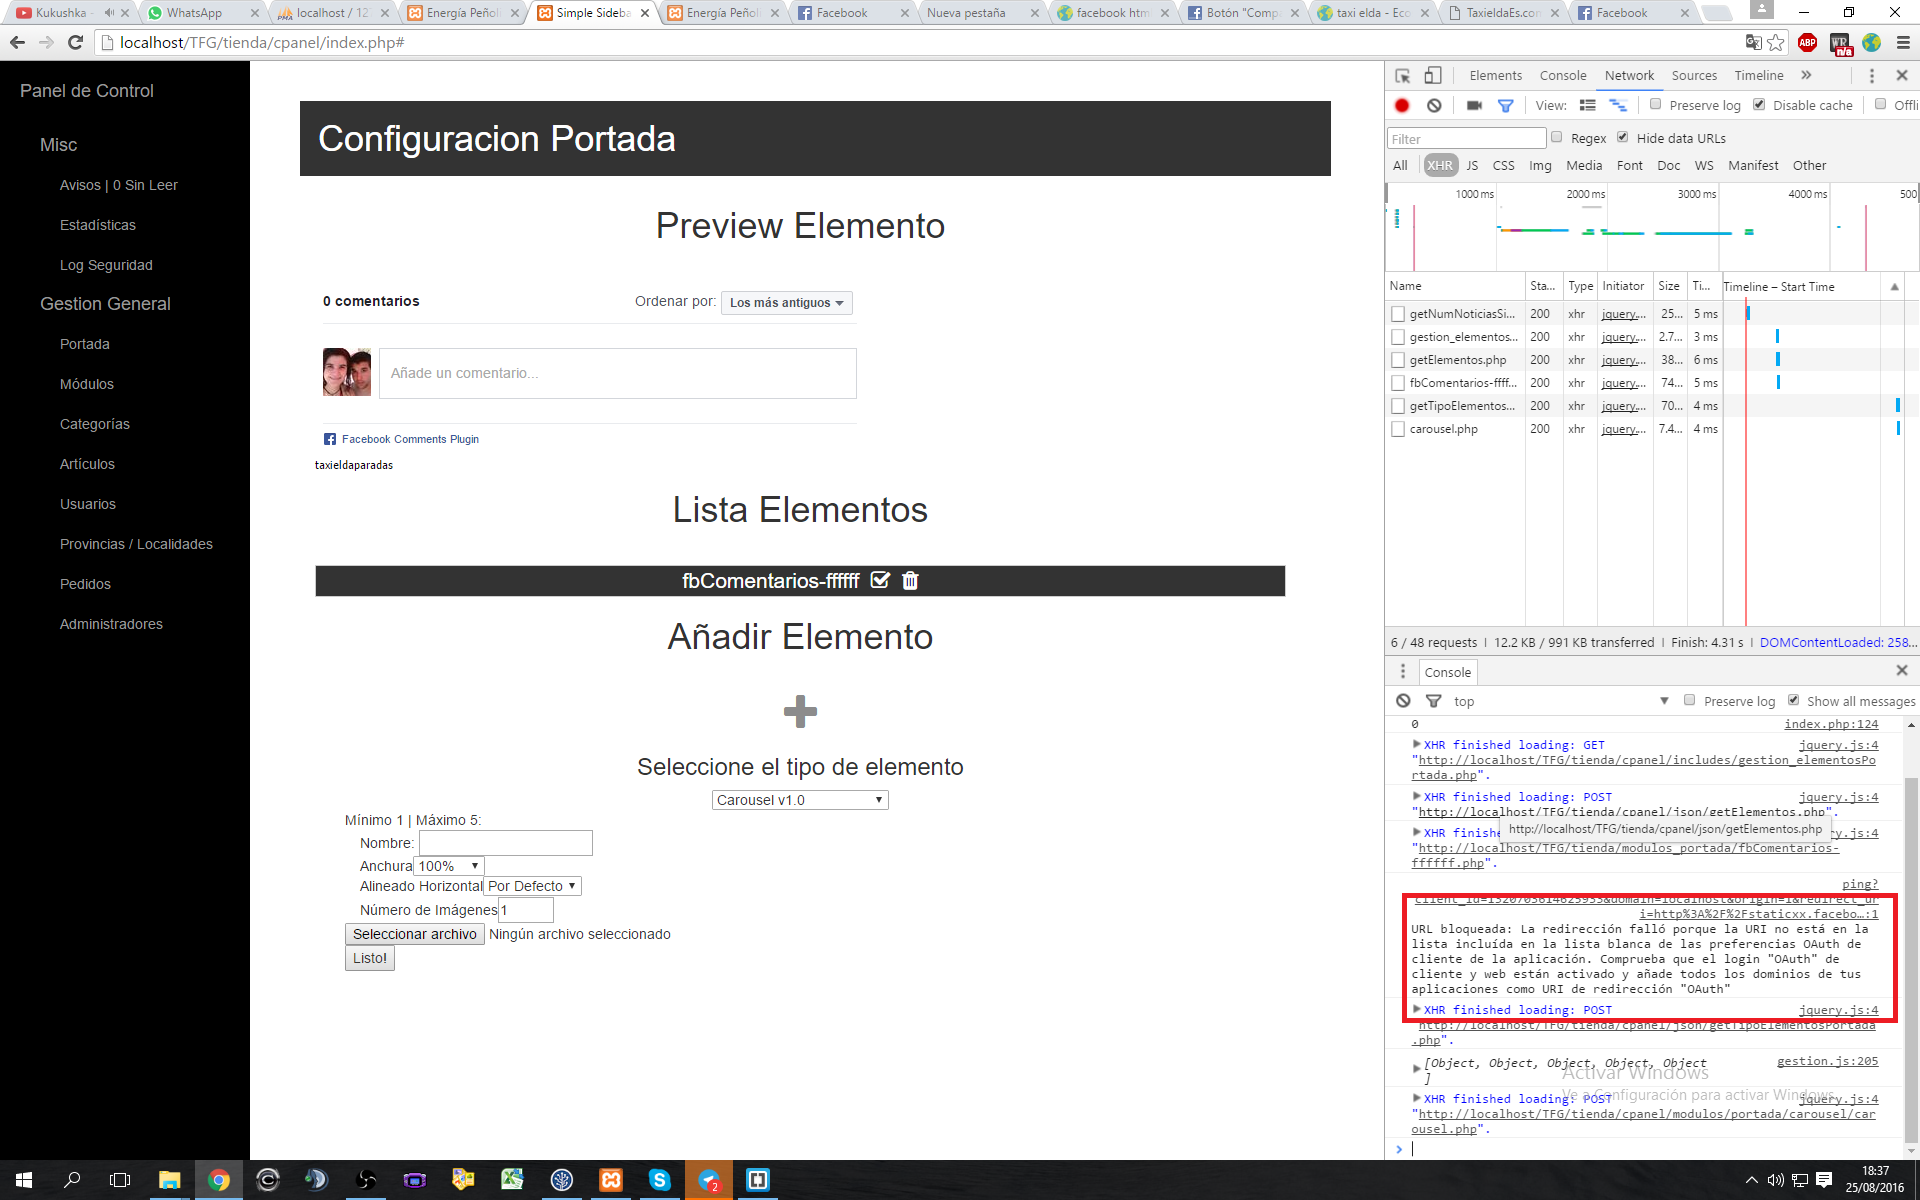 Kukushka -
WhatsApp
localhost / 12
Energía Peñol
Simple Sideba
Energía Peñol
Facebook
Nueva pestaña
facebook htm
Botón "Comp
taxi elda - Eco
TaxieldaEs.com
Facebook
localhost/TFG/tienda/cpanel/index.php#
ABP
n/a
Panel de Control
Misc
Avisos | 0 Sin Leer
Estadísticas
Log Seguridad
Gestion General
Portada
Módulos
Categorías
Artículos
Usuarios
Provincias / Localidades
Pedidos
Administradores
Configuracion Portada
Preview Elemento
0 comentarios
Ordenar por: Los más antiguos
Añade un comentario...
Facebook Comments Plugin
taxieldaparadas
Lista Elementos
fbComentarios-ffffff
Añadir Elemento
Seleccione el tipo de elemento
Carousel v1.0
Mínimo 1 | Máximo 5:
Nombre:
Anchura 100%
Alineado Horizontal Por Defecto
Número de Imágenes 1
Seleccionar archivo Ningún archivo seleccionado
Listo!
Elements Console Network Sources Timeline »
View: Preserve log Disable cache Offli
Filter Regex Hide data URLs
All XHR JS CSS Img Media Font Doc WS Manifest Other
1000 ms 2000 ms 3000 ms 4000 ms 500
Name Sta... Type Initiator Size Ti... Timeline – Start Time
getNumNoticiasSi... 200 xhr jquery.... 25... 5 ms
gestion_elementos... 200 xhr jquery.... 2.7... 3 ms
getElementos.php 200 xhr jquery.... 38... 6 ms
fbComentarios-ffff... 200 xhr jquery.... 74... 5 ms
getTipoElementos... 200 xhr jquery.... 70... 4 ms
carousel.php 200 xhr jquery.... 7.4... 4 ms
6 / 48 requests | 12.2 KB / 991 KB transferred | Finish: 4.31 s | DOMContentLoaded: 258...
Console
top Preserve log Show all messages
0 index.php:124
XHR finished loading: GET jquery.js:4
"http://localhost/TFG/tienda/cpanel/includes/gestion_elementosPo
rtada.php".
XHR finished loading: POST jquery.js:4
"http://localhost/TFG/tienda/cpanel/json/getElementos.php".
http://localhost/TFG/tienda/cpanel/json/getElementos.php
XHR finishe ry.js:4
"http://localhost/TFG/tienda/modulos_portada/fbComentarios-
ffffff.php".
ping?
client_id=1320703614625933&domain=localhost&origin=1&redirect_ur
i=http%3A%2F%2Fstaticxx.facebo…:1
URL bloqueada: La redirección falló porque la URI no está en la
lista incluída en la lista blanca de las preferencias OAuth de
cliente de la aplicación. Comprueba que el login "OAuth" de
cliente y web están activado y añade todos los dominios de tus
aplicaciones como URI de redirección "OAuth"
XHR finished loading: POST jquery.js:4
"http://localhost/TFG/tienda/cpanel/json/getTipoElementosPortada
.php".
[Object, Object, Object, Object, Object gestion.js:205
]
Activar Windows
Ve a Configuración para activar Windows.
XHR finished loading: POST jquery.js:4
"http://localhost/TFG/tienda/cpanel/modulos/portada/carousel/car
ousel.php".
2
18:37
25/08/2016